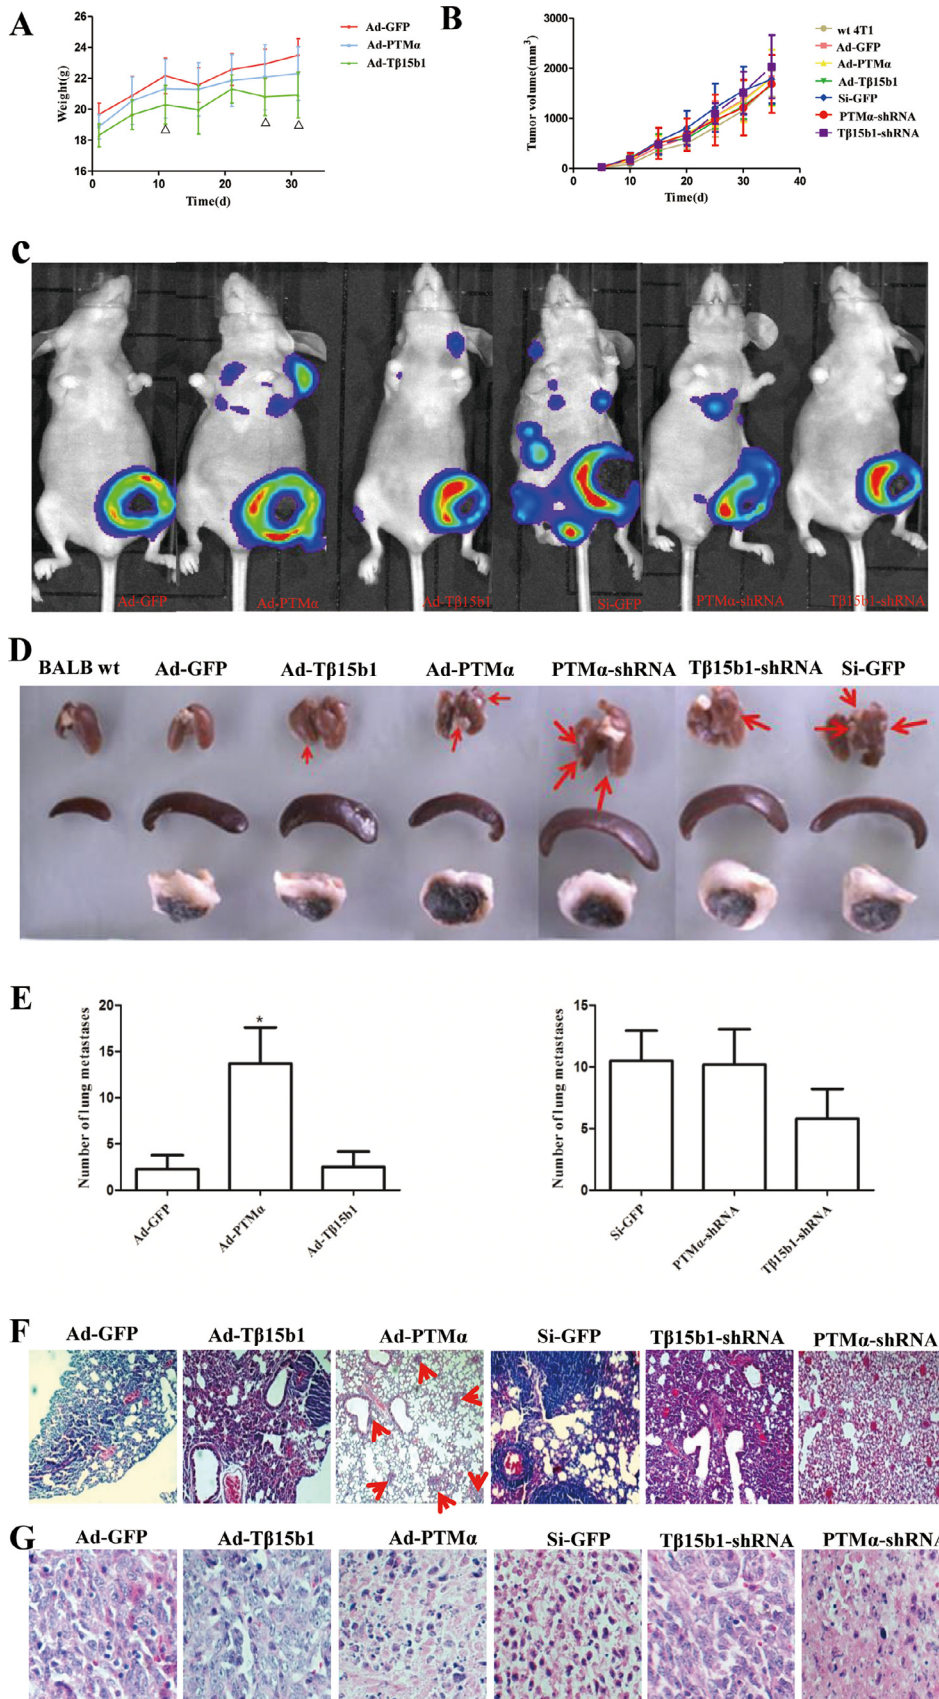 A
Weight(g)
26
24
22
20
18
16
0
10
20
30
Time(d)
Ad-GFP
Ad-PTMα
Ad-Tβ15b1
B
Tumor volume(mm³)
3000
2000
1000
0
0
10
20
30
40
Time(d)
wt 4T1
Ad-GFP
Ad-PTMα
Ad-Tβ15b1
Si-GFP
PTMα-shRNA
Tβ15b1-shRNA
c
Ad-GFP
Ad-PTMα
Ad-Tβ15b1
Si-GFP
PTMα-shRNA
Tβ15b1-shRNA
D
BALB wt
Ad-GFP
Ad-Tβ15b1
Ad-PTMα
PTMα-shRNA
Tβ15b1-shRNA
Si-GFP
E
Number of lung metastases
20
15
10
5
0
*
Ad-GFP
Ad-PTMα
Ad-Tβ15b1
Number of lung metastases
15
10
5
0
Si-GFP
PTMα-shRNA
Tβ15b1-shRNA
F
Ad-GFP
Ad-Tβ15b1
Ad-PTMα
Si-GFP
Tβ15b1-shRNA
PTMα-shRNA
G
Ad-GFP
Ad-Tβ15b1
Ad-PTMα
Si-GFP
Tβ15b1-shRNA
PTMα-shRNA